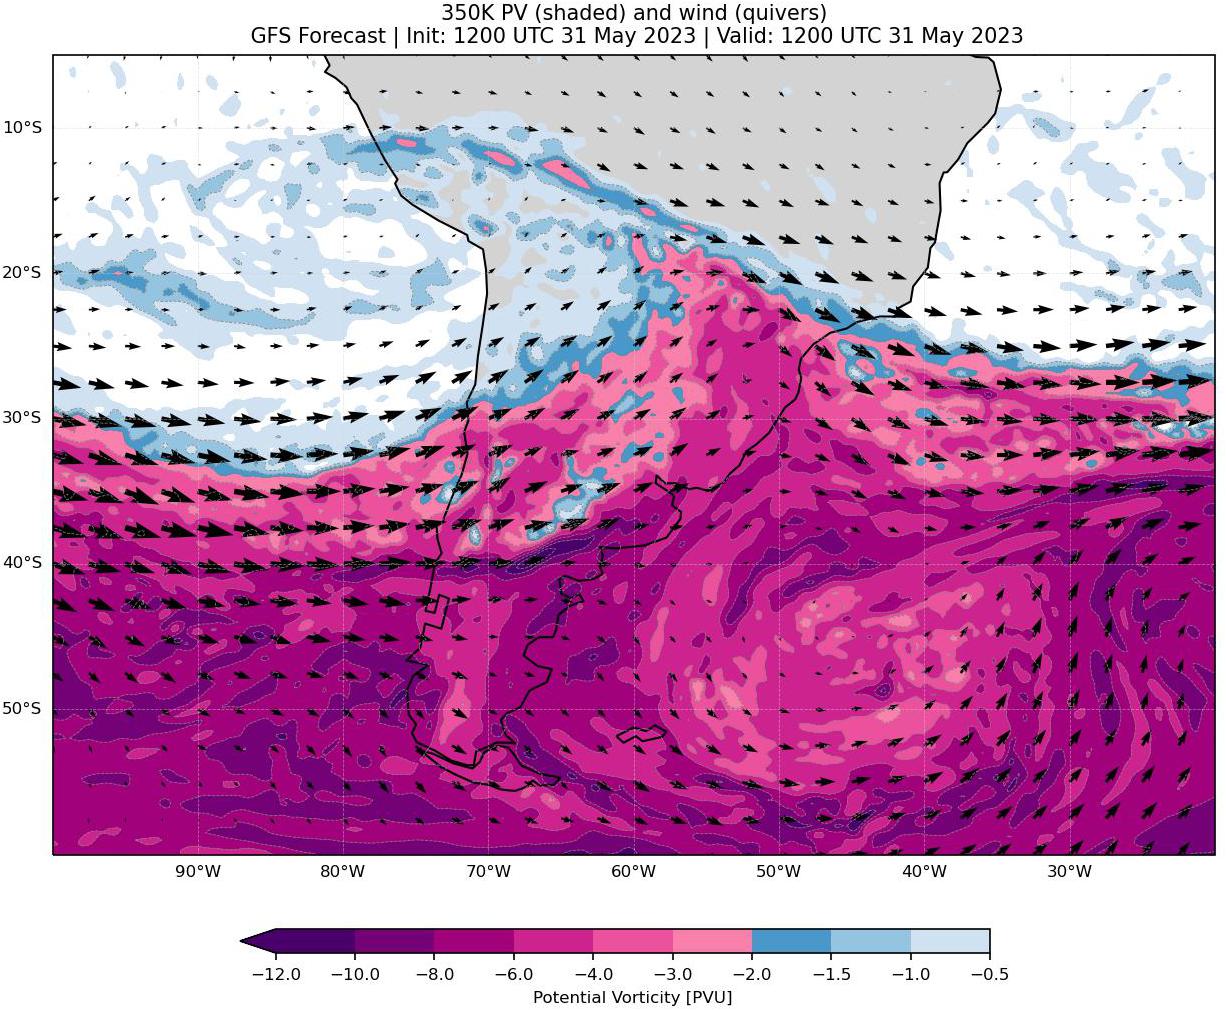 350K PV (shaded) and wind (quivers)
GFS Forecast | Init: 1200 UTC 31 May 2023 | Valid: 1200 UTC 31 May 2023
10°S
20°S
30°S
40°S
50°S
90°W 80°W 70°W 60°W 50°W 40°W 30°W
−12.0 −10.0 −8.0 −6.0 −4.0 −3.0 −2.0 −1.5 −1.0 −0.5
Potential Vorticity [PVU]